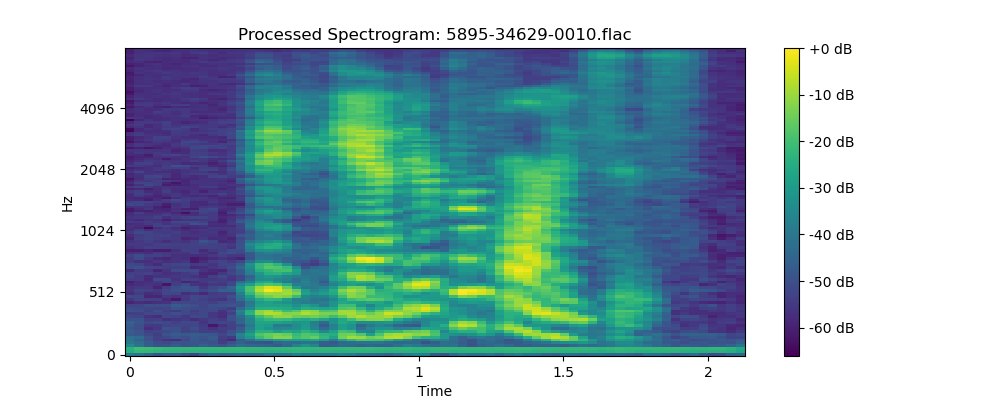 Processed Spectrogram: 5895-34629-0010.flac
+0 dB
4096
-10 dB
-20 dB
2048
-30 dB
Hz
1024
-40 dB
512
-50 dB
-60 dB
0
0 0.5 1 1.5 2
Time